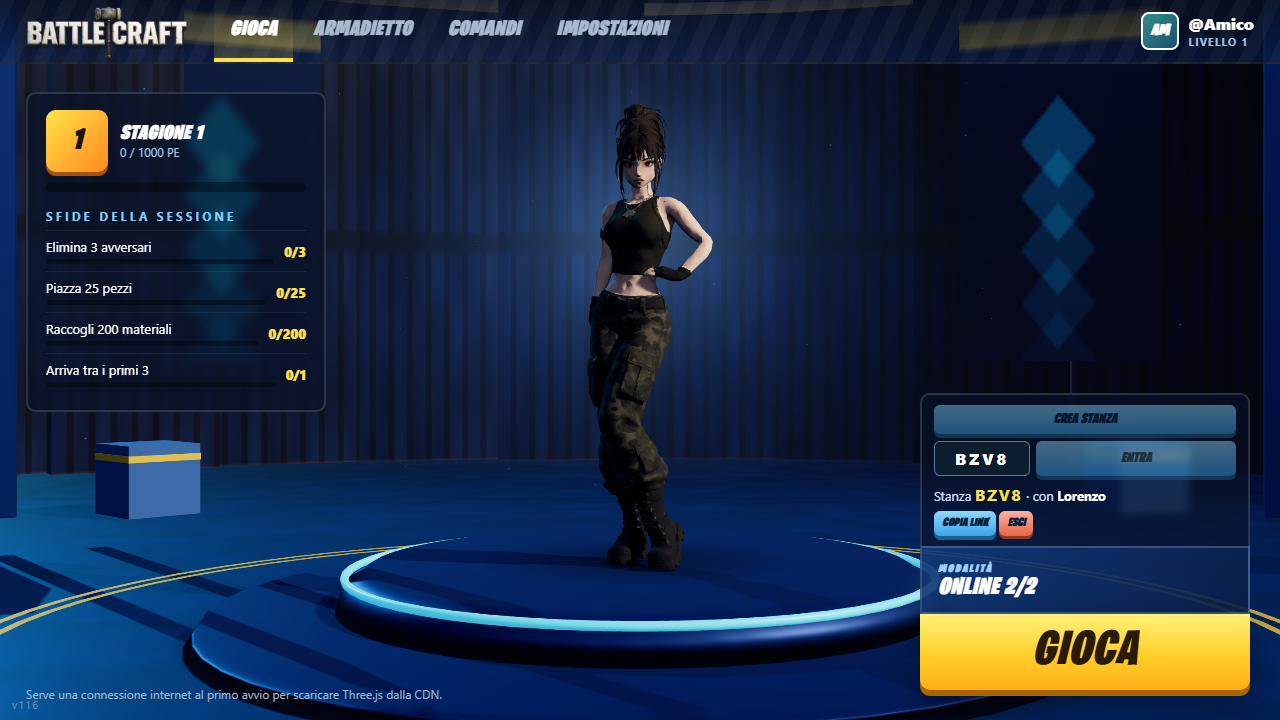 BATTLE CRAFT
GIOCA
ARMADIETTO
COMANDI
IMPOSTAZIONI
AM
@Amico
LIVELLO 1
1
STAGIONE 1
0 / 1000 PE
SFIDE DELLA SESSIONE
Elimina 3 avversari
0/3
Piazza 25 pezzi
0/25
Raccogli 200 materiali
0/200
Arriva tra i primi 3
0/1
CREA STANZA
BZV8
ENTRA
Stanza BZV8 · con Lorenzo
COPIA LINK
ESCI
MODALITÀ
ONLINE 2/2
GIOCA
Serve una connessione internet al primo avvio per scaricare Three.js dalla CDN.
v116